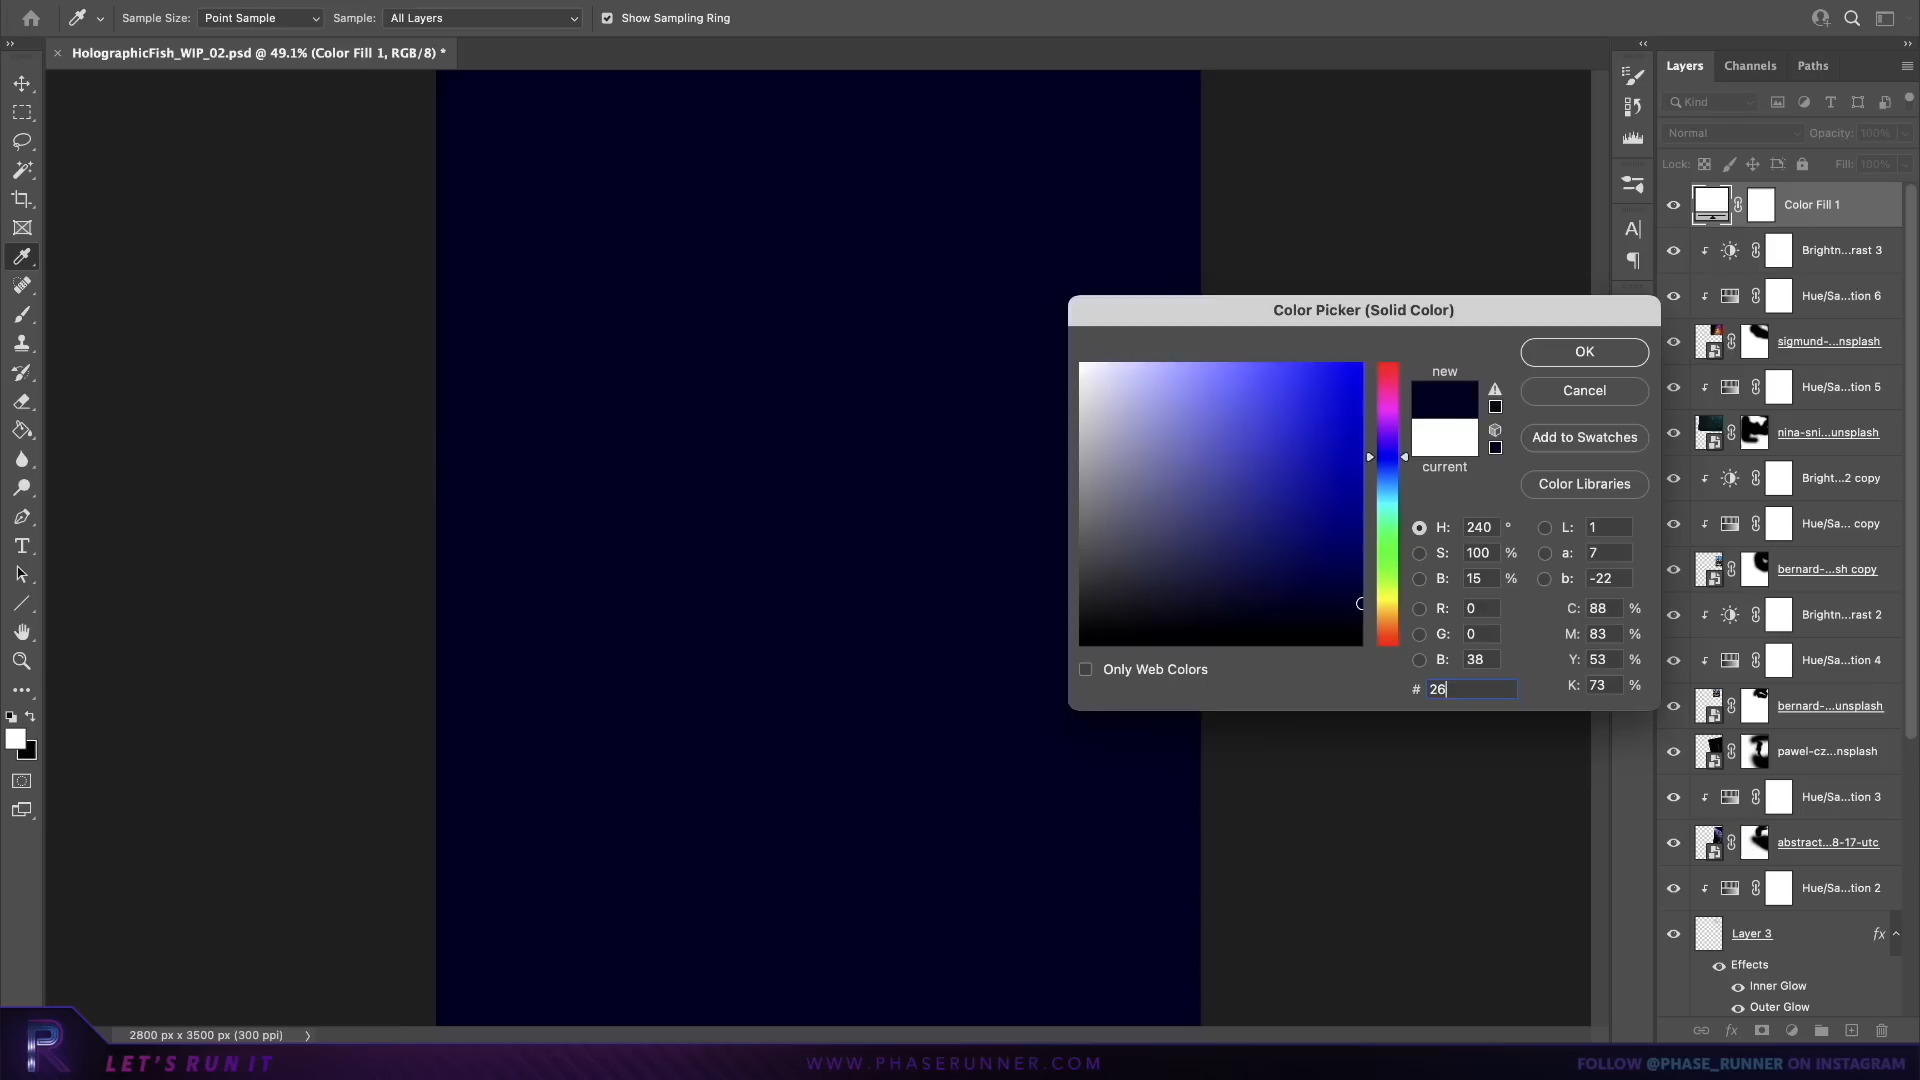 Sample Size: Point Sample Sample: All Layers Show Sampling Ring
HolographicFish_WIP_02.psd @ 49.1% (Color Fill 1, RGB/8) *
Layers Channels Paths
Kind
Normal Opacity: 100%
Lock: Fill: 100%
Color Fill 1
Brightn...rast 3
Hue/Sa...tion 6
sigmund-...nsplash
Hue/Sa...tion 5
nina-sni...unsplash
Bright...2 copy
Hue/Sa... copy
bernard-...sh copy
Brightn...rast 2
Hue/Sa...tion 4
bernard-...unsplash
pawel-cz...nsplash
Hue/Sa...tion 3
abstract...8-17-utc
Hue/Sa...tion 2
Layer 3 fx
Effects
Inner Glow
Outer Glow
fx
Color Picker (Solid Color)
new
current
OK
Cancel
Add to Swatches
Color Libraries
H: 240 ° L: 1
S: 100 % a: 7
B: 15 % b: -22
R: 0 C: 88 %
G: 0 M: 83 %
B: 38 Y: 53 %
# 26 K: 73 %
Only Web Colors
2800 px x 3500 px (300 ppi)
R LET'S RUN IT WWW.PHASERUNNER.COM FOLLOW @PHASE_RUNNER ON INSTAGRAM